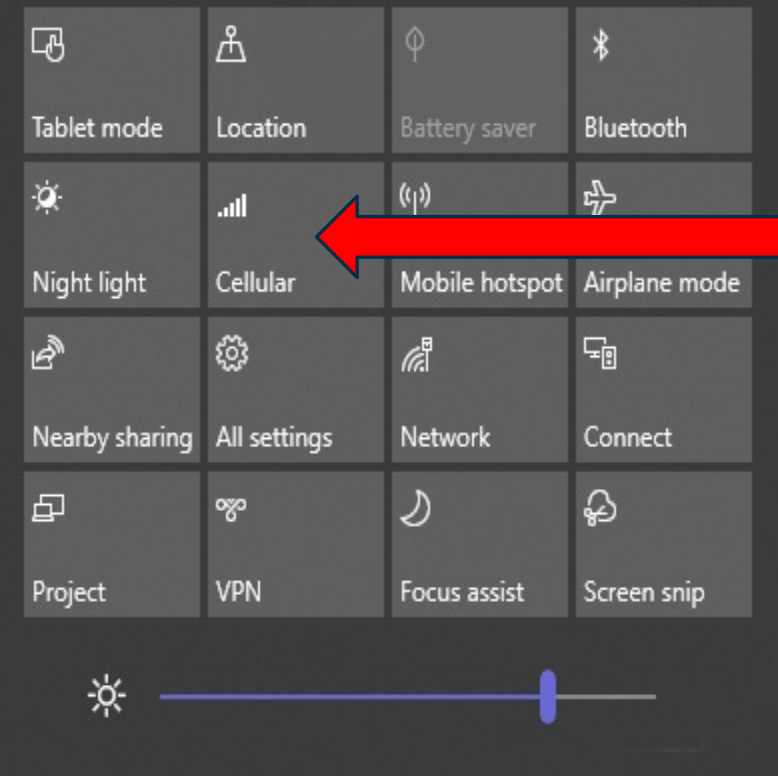 Tablet mode
Location
Battery saver
Bluetooth
Night light
Cellular
Mobile hotspot
Airplane mode
Nearby sharing
All settings
Network
Connect
Project
VPN
Focus assist
Screen snip